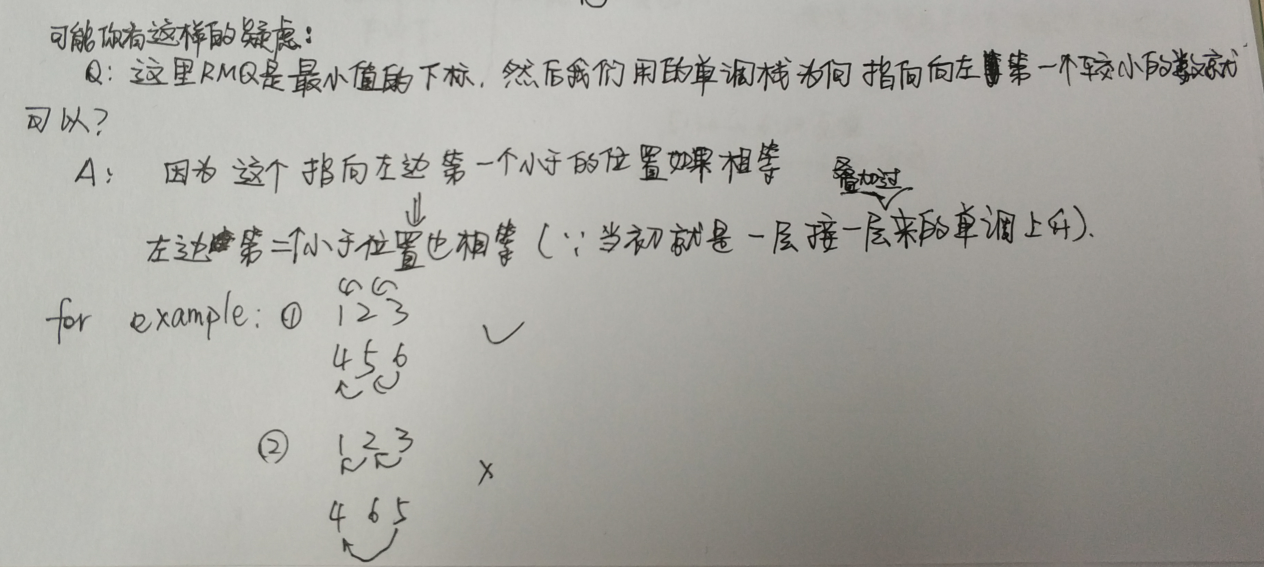 可能你有这样的疑虑：
Q：这里RMQ是最小值的下标，然后我们用的单调栈为何指向向左第一个较小的数就
可以？
A：因为这个指向左边第一个小于的位置如果相等
叠加过
⇓
左边第二个小于位置也相等（∵当初就是一层接一层来的单调上升）.
for example: ① 1 2 3 ✓
4 5 6
② 1 2 3 ×
4 6 5